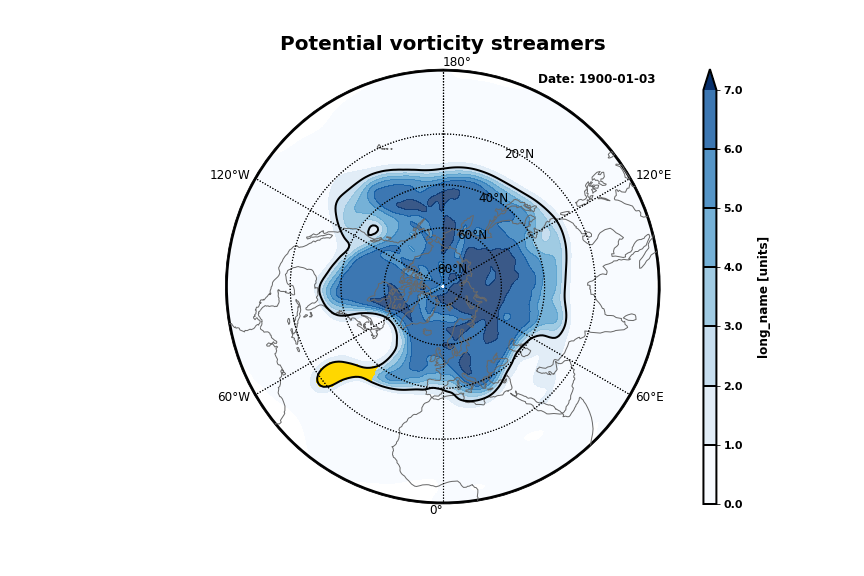 Potential vorticity streamers
180°
Date: 1900-01-03
20°N
120°W
120°E
40°N
60°N
80°N
60°W
60°E
0°
7.0
6.0
5.0
4.0
3.0
2.0
1.0
0.0
long_name [units]